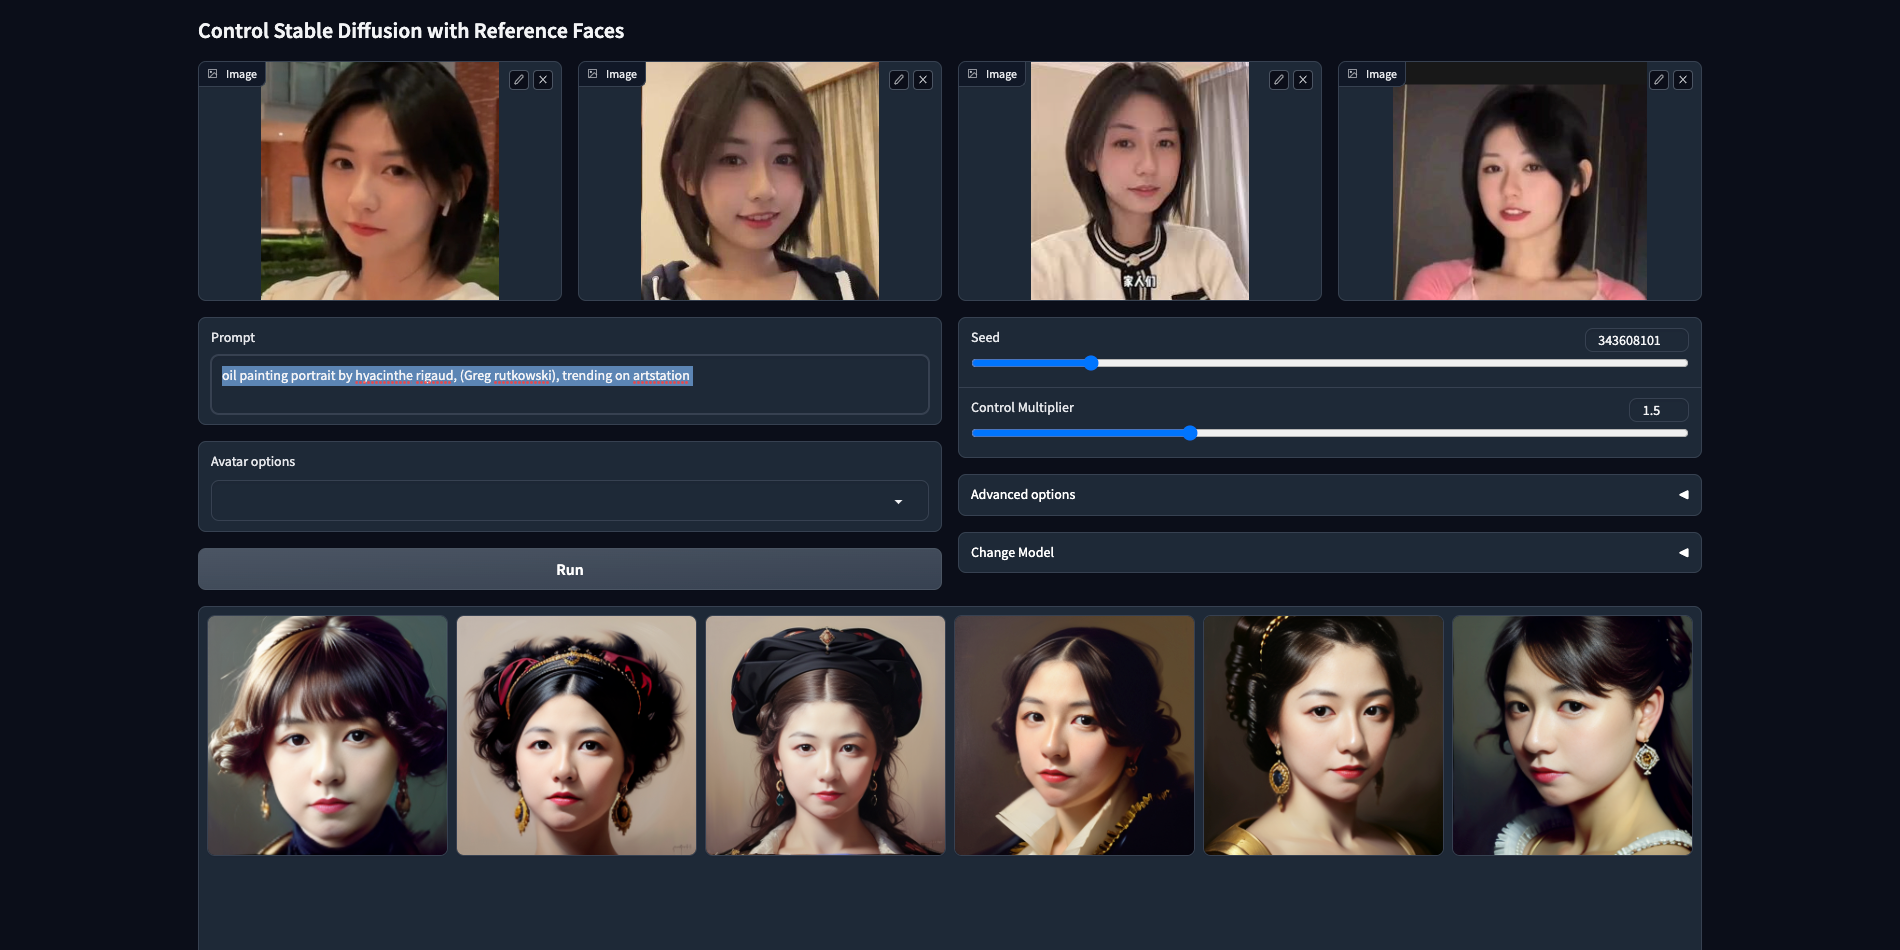 Control Stable Diffusion with Reference Faces
Image
Image
Image
Image
家人们
Prompt
oil painting portrait by hyacinthe rigaud, (Greg rutkowski), trending on artstation
Seed
343608101
Control Multiplier
1.5
Avatar options
Advanced options
Change Model
Run